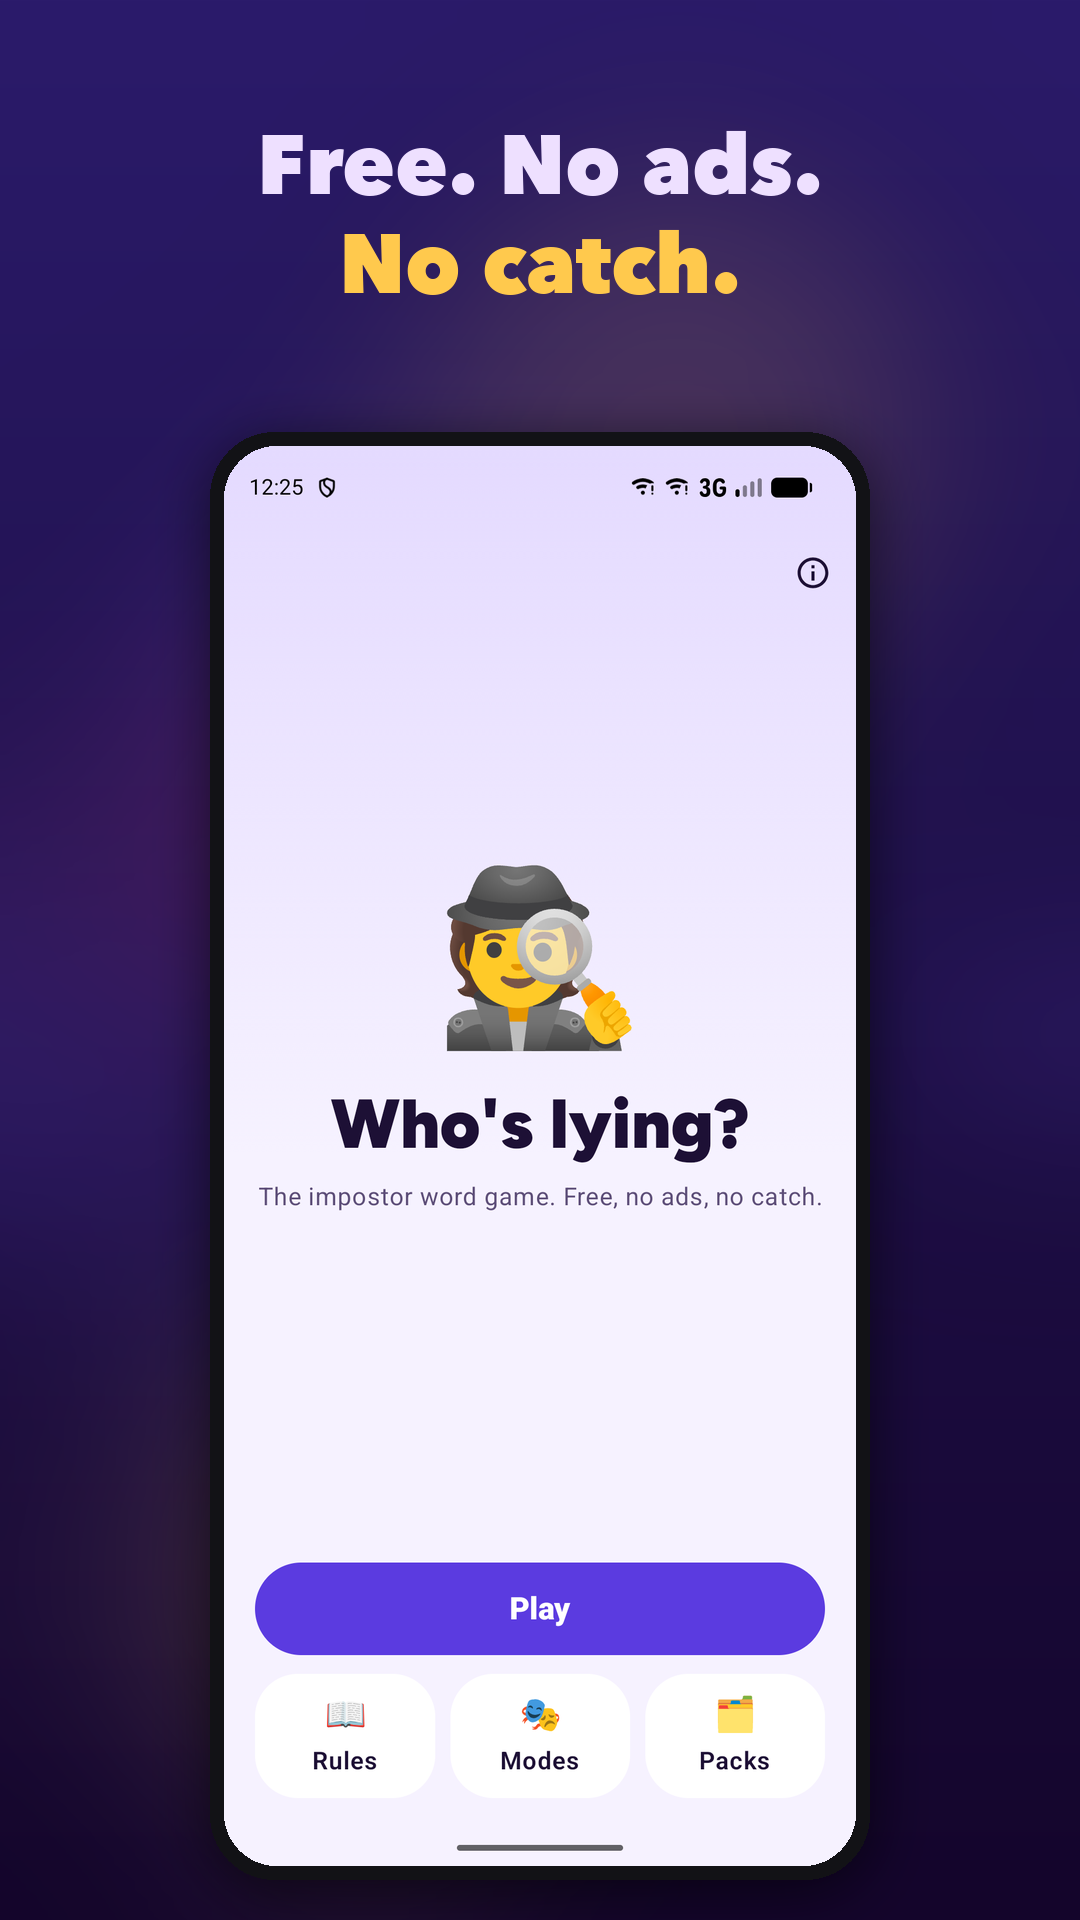 Free. No ads.
No catch.
12:25
3G
Who's lying?
The impostor word game. Free, no ads, no catch.
Play
Rules
Modes
Packs